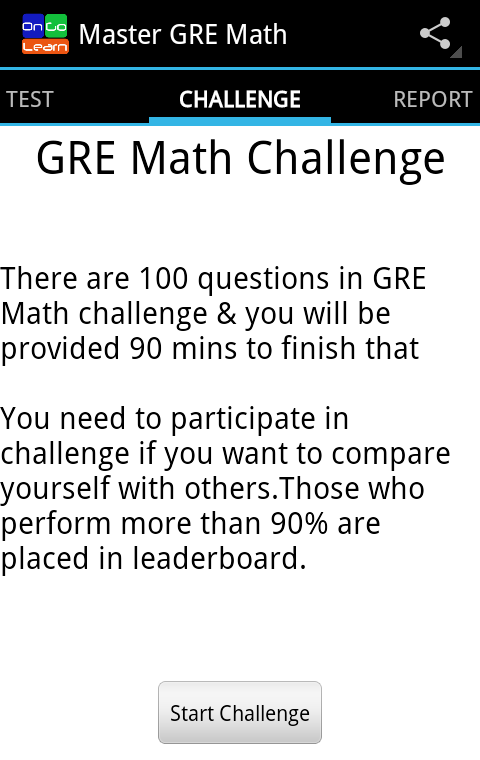 On Go
Learn
Master GRE Math
TEST
CHALLENGE
REPORT
GRE Math Challenge
There are 100 questions in GRE
Math challenge & you will be
provided 90 mins to finish that
You need to participate in
challenge if you want to compare
yourself with others.Those who
perform more than 90% are
placed in leaderboard.
Start Challenge